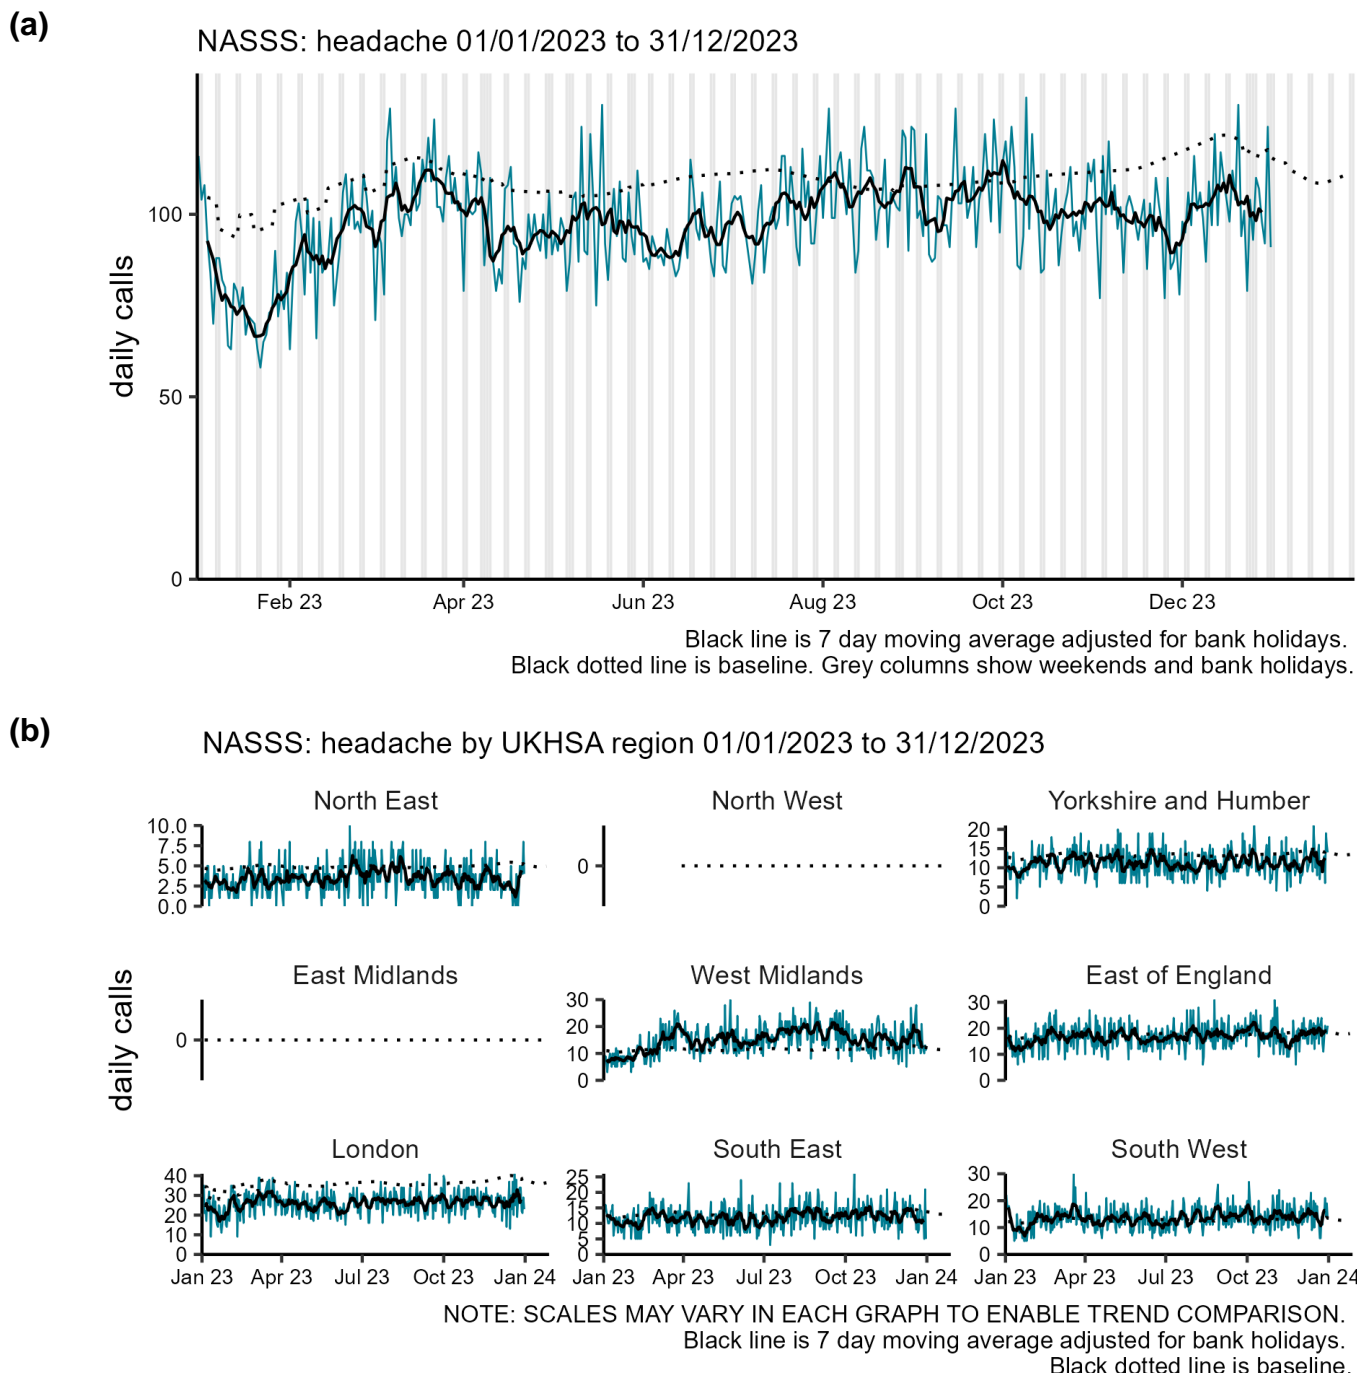 (a)
NASSS: headache 01/01/2023 to 31/12/2023
daily calls
100
50
0
Feb 23 Apr 23 Jun 23 Aug 23 Oct 23 Dec 23
Black line is 7 day moving average adjusted for bank holidays.
Black dotted line is baseline. Grey columns show weekends and bank holidays.
(b)
NASSS: headache by UKHSA region 01/01/2023 to 31/12/2023
daily calls
North East
10.0
7.5
5.0
2.5
0.0
North West
0
Yorkshire and Humber
20
15
10
5
0
East Midlands
0
West Midlands
30
20
10
0
East of England
30
20
10
0
London
40
30
20
10
0
Jan 23 Apr 23 Jul 23 Oct 23 Jan 24
South East
25
20
15
10
5
0
Jan 23 Apr 23 Jul 23 Oct 23 Jan 24
South West
30
20
10
0
Jan 23 Apr 23 Jul 23 Oct 23 Jan 24
NOTE: SCALES MAY VARY IN EACH GRAPH TO ENABLE TREND COMPARISON.
Black line is 7 day moving average adjusted for bank holidays.
Black dotted line is baseline.